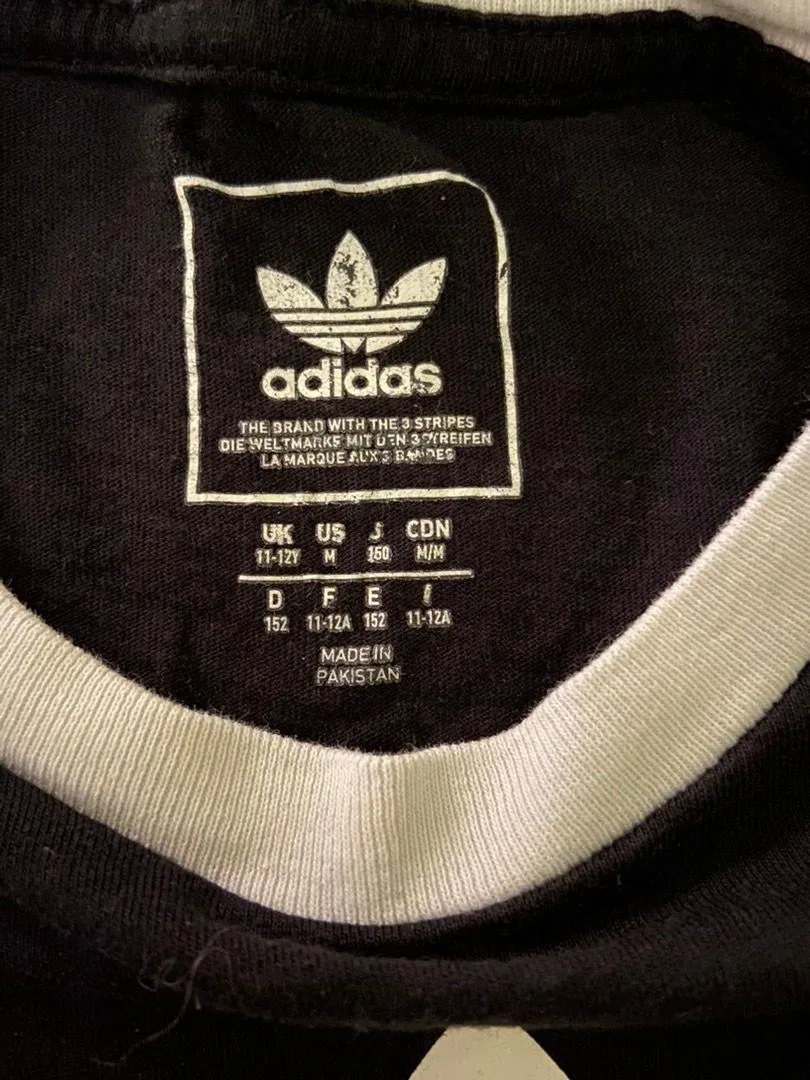 adidas
THE BRAND WITH THE 3 STRIPES
DIE WELTMARKE MIT DEN 3 STREIFEN
LA MARQUE AUX 3 BANDES
UK US J CDN
11-12Y M 150 M/M
D F E I
152 11-12A 152 11-12A
MADE IN
PAKISTAN